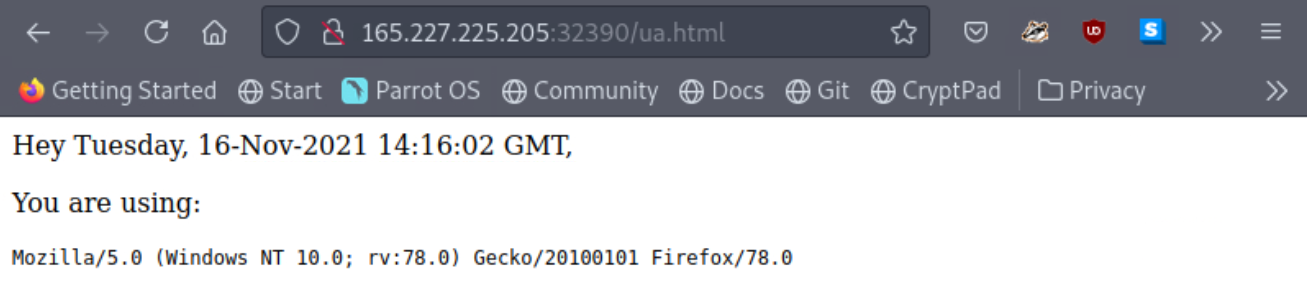 165.227.225.205:32390/ua.html
Getting Started Start Parrot OS Community Docs Git CryptPad Privacy
Hey Tuesday, 16-Nov-2021 14:16:02 GMT,
You are using:
Mozilla/5.0 (Windows NT 10.0; rv:78.0) Gecko/20100101 Firefox/78.0